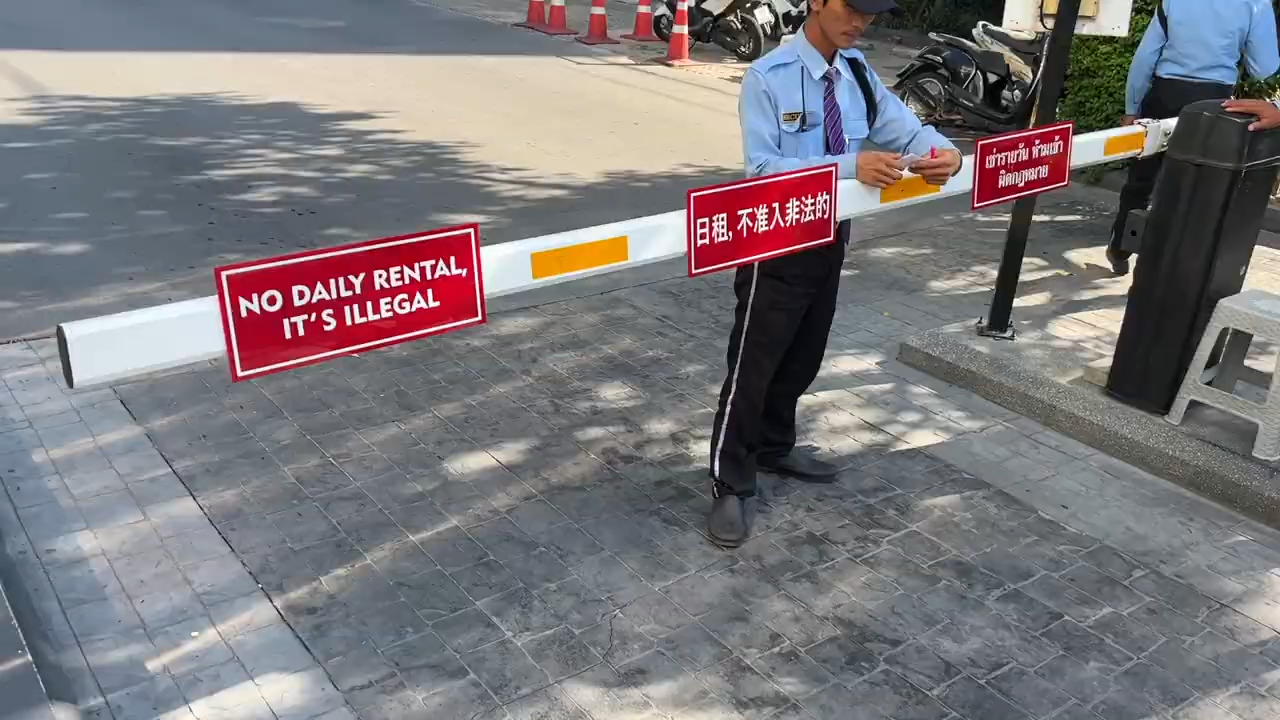 NO DAILY RENTAL,
IT'S ILLEGAL
日租, 不准入非法的
เช่ารายวัน ห้ามเข้า
ผิดกฎหมาย